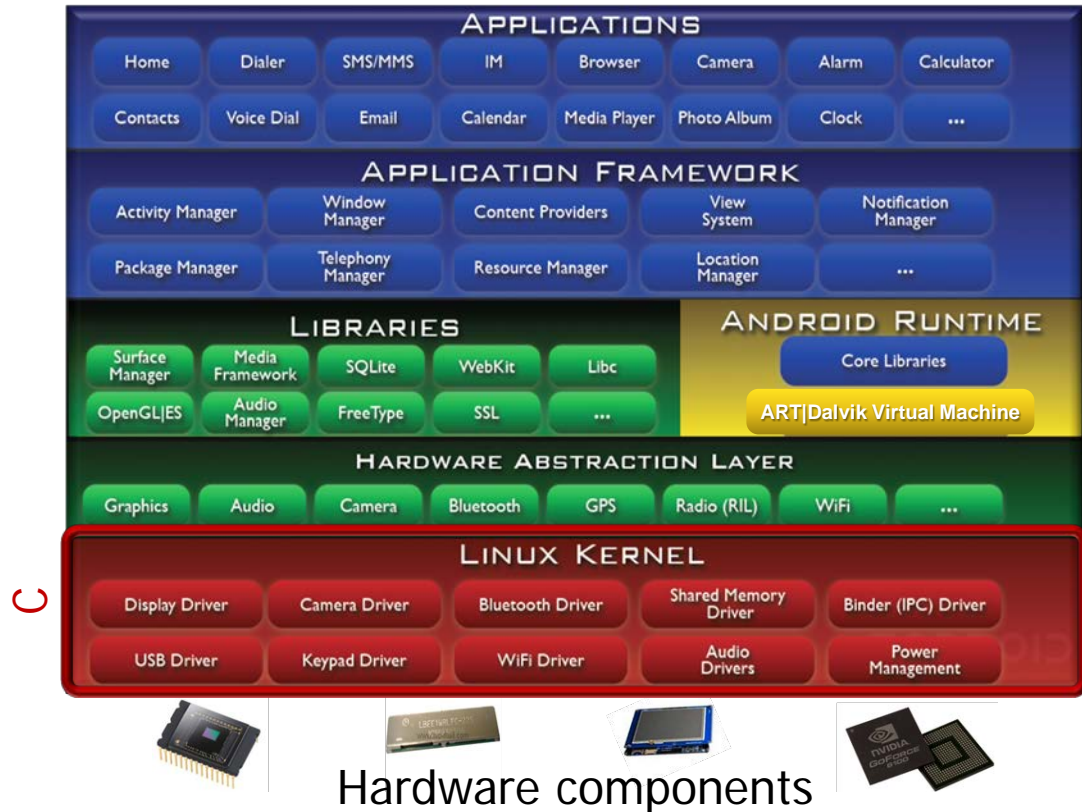 APPLICATIONS
Home Dialer SMS/MMS IM Browser Camera Alarm Calculator
Contacts Voice Dial Email Calendar Media Player Photo Album Clock ...
APPLICATION FRAMEWORK
Activity Manager
Window
Manager
Content Providers
View
System
Notification
Manager
Package Manager
Telephony
Manager
Resource Manager
Location
Manager
...
LIBRARIES
Surface
Manager
Media
Framework
SQLite
WebKit
Libc
OpenGL|ES
Audio
Manager
FreeType
SSL
...
ANDROID RUNTIME
Core Libraries
ART|Dalvik Virtual Machine
HARDWARE ABSTRACTION LAYER
Graphics Audio Camera Bluetooth GPS Radio (RIL) WiFi ...
C
LINUX KERNEL
Display Driver
Camera Driver
Bluetooth Driver
Shared Memory
Driver
Binder (IPC) Driver
USB Driver
Keypad Driver
WiFi Driver
Audio
Drivers
Power
Management
NVIDIA
GOFORCE
Hardware components